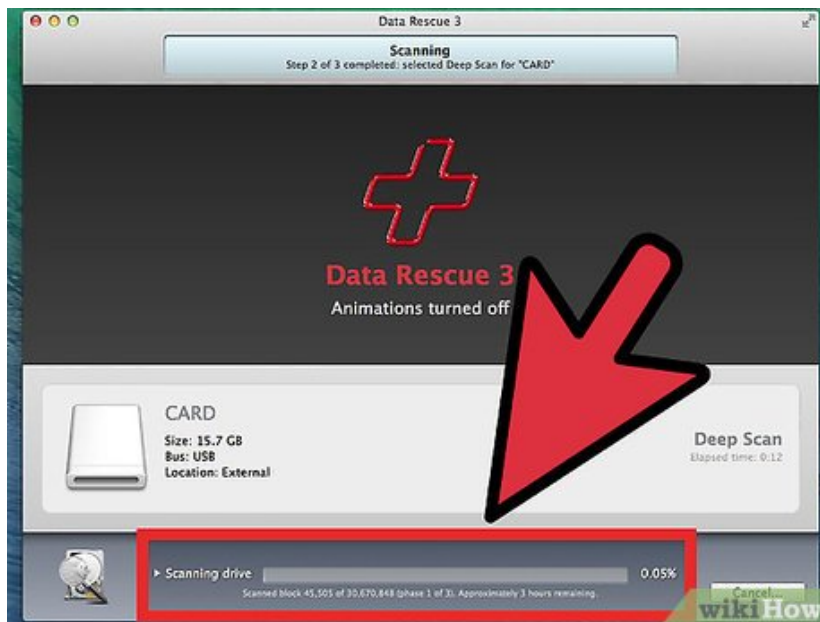 Data Rescue 3
Scanning
Step 2 of 3 completed: selected Deep Scan for "CARD"
Data Rescue 3
Animations turned off
CARD
Size: 15.7 GB
Bus: USB
Location: External
Deep Scan
Elapsed time: 0:12
Scanning drive
0.05%
Scanned block 45,505 of 30,670,848 (phase 1 of 3). Approximately 3 hours remaining.
Cancel...
wikiHow